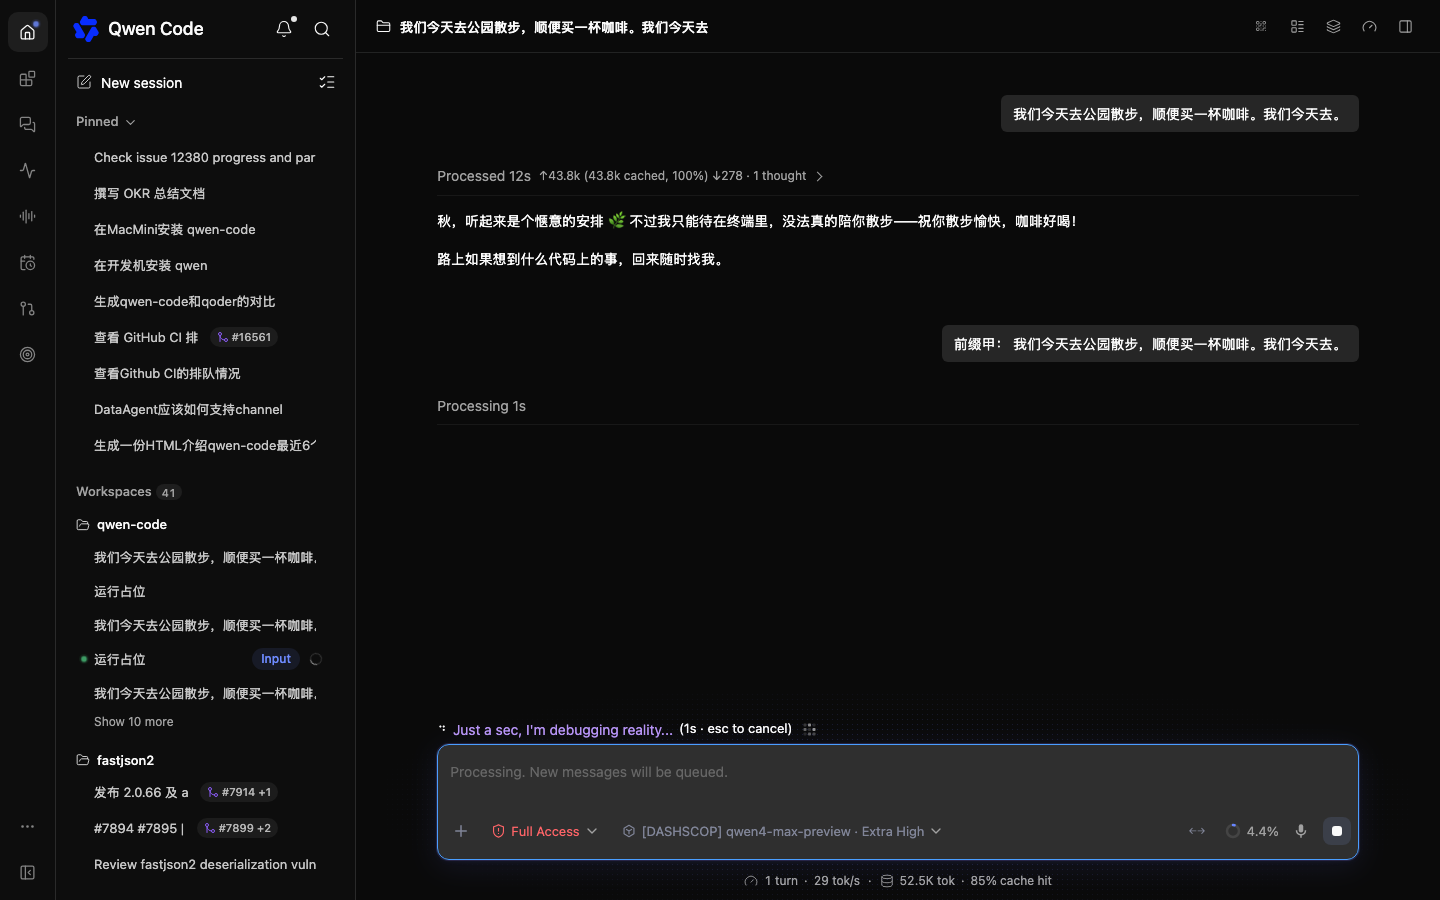 Qwen Code
New session
Pinned
Check issue 12380 progress and par
撰写 OKR 总结文档
在MacMini安装 qwen-code
在开发机安装 qwen
生成qwen-code和qoder的对比
查看 GitHub CI 排 #16561
查看Github CI的排队情况
DataAgent应该如何支持channel
生成一份HTML介绍qwen-code最近6
Workspaces 41
qwen-code
我们今天去公园散步，顺便买一杯咖啡.
运行占位
我们今天去公园散步，顺便买一杯咖啡.
运行占位 Input
我们今天去公园散步，顺便买一杯咖啡.
Show 10 more
fastjson2
发布 2.0.66 及 a #7914 +1
#7894 #7895 | #7899 +2
Review fastjson2 deserialization vuln
我们今天去公园散步，顺便买一杯咖啡。我们今天去
我们今天去公园散步，顺便买一杯咖啡。我们今天去。
Processed 12s ↑43.8k (43.8k cached, 100%) ↓278 · 1 thought
秋，听起来是个惬意的安排 🌿 不过我只能待在终端里，没法真的陪你散步——祝你散步愉快，咖啡好喝！
路上如果想到什么代码上的事，回来随时找我。
前缀甲： 我们今天去公园散步，顺便买一杯咖啡。我们今天去。
Processing 1s
Just a sec, I'm debugging reality... (1s · esc to cancel)
Processing. New messages will be queued.
Full Access [DASHSCOP] qwen4-max-preview · Extra High 4.4%
1 turn · 29 tok/s · 52.5K tok · 85% cache hit